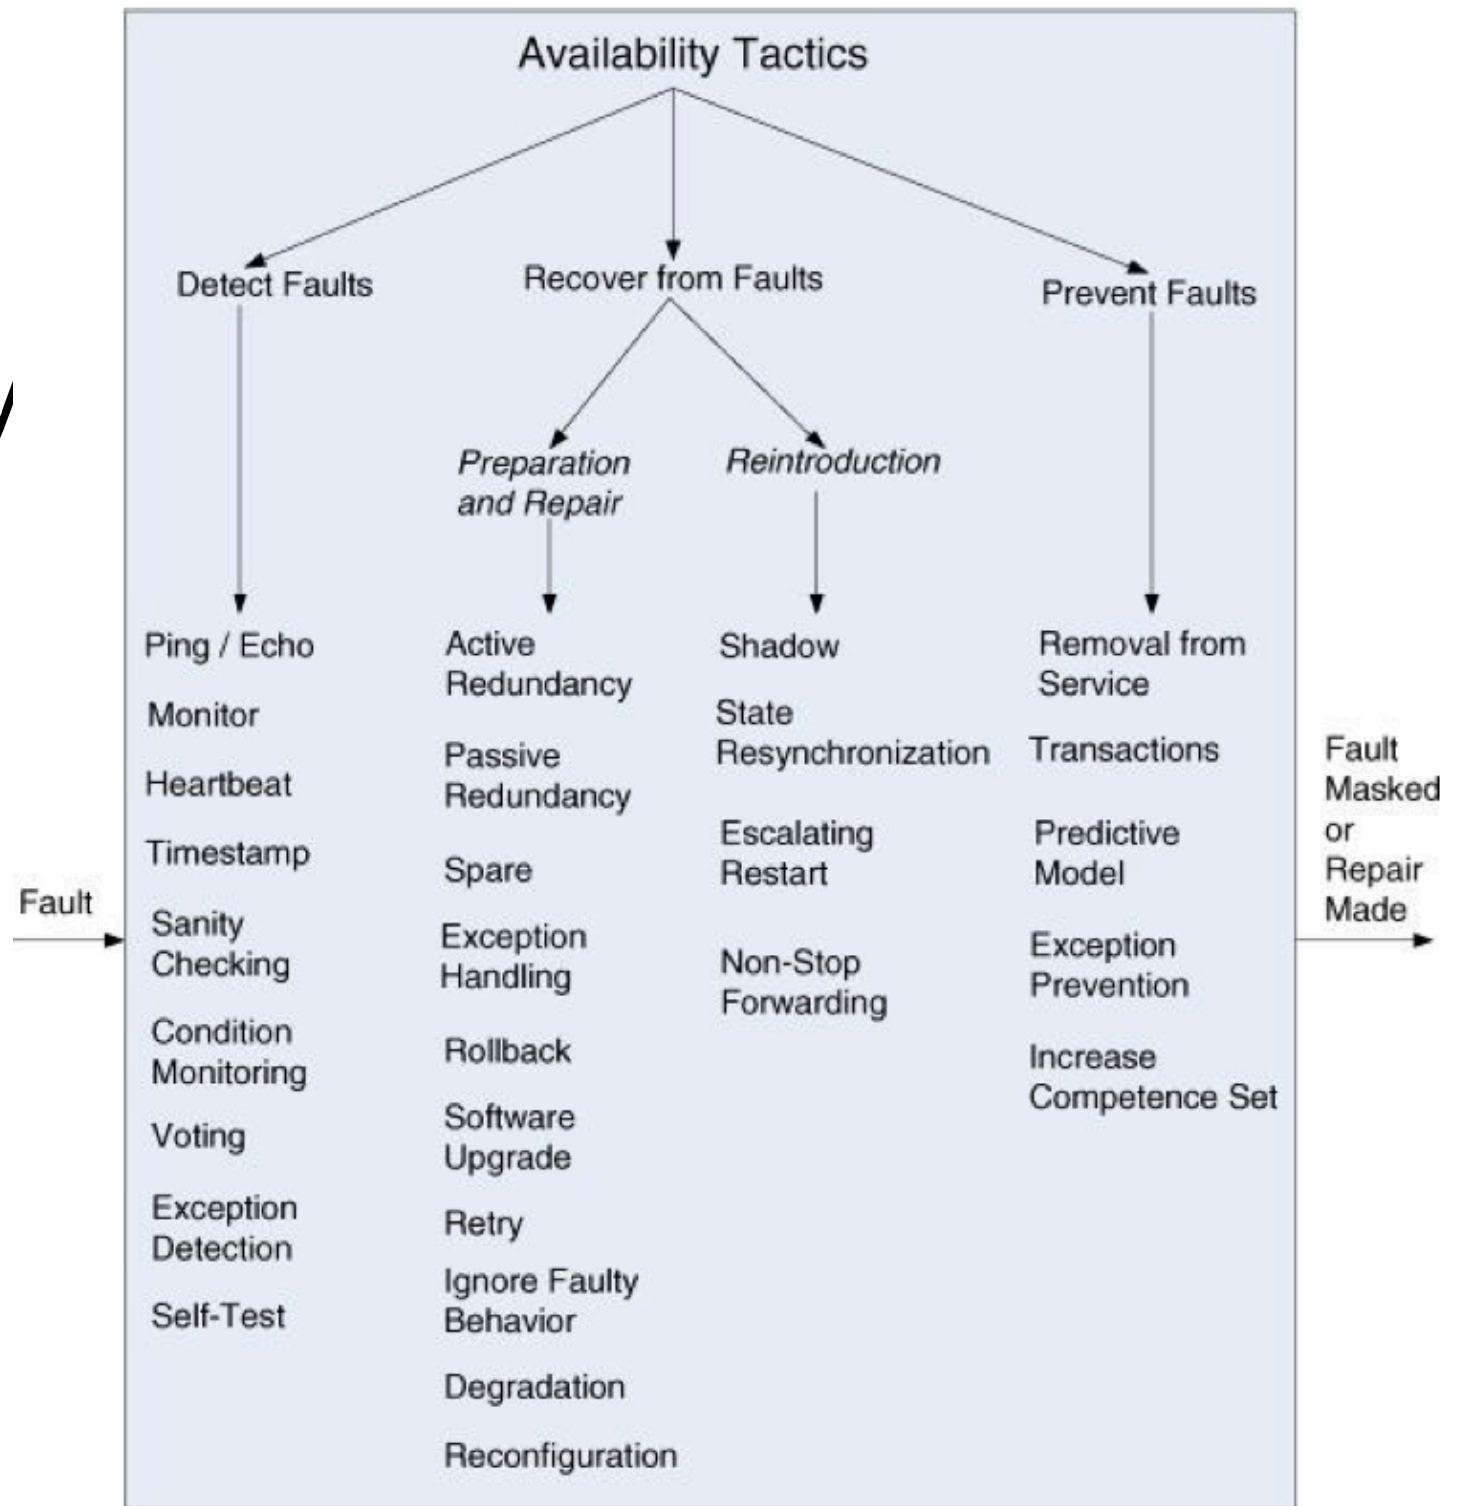 Availability Tactics
Detect Faults
Recover from Faults
Prevent Faults
Preparation
and Repair
Reintroduction
Ping / Echo
Monitor
Heartbeat
Timestamp
Sanity
Checking
Condition
Monitoring
Voting
Exception
Detection
Self-Test
Active
Redundancy
Passive
Redundancy
Spare
Exception
Handling
Rollback
Software
Upgrade
Retry
Ignore Faulty
Behavior
Degradation
Reconfiguration
Shadow
State
Resynchronization
Escalating
Restart
Non-Stop
Forwarding
Removal from
Service
Transactions
Predictive
Model
Exception
Prevention
Increase
Competence Set
Fault
Fault
Masked
or
Repair
Made